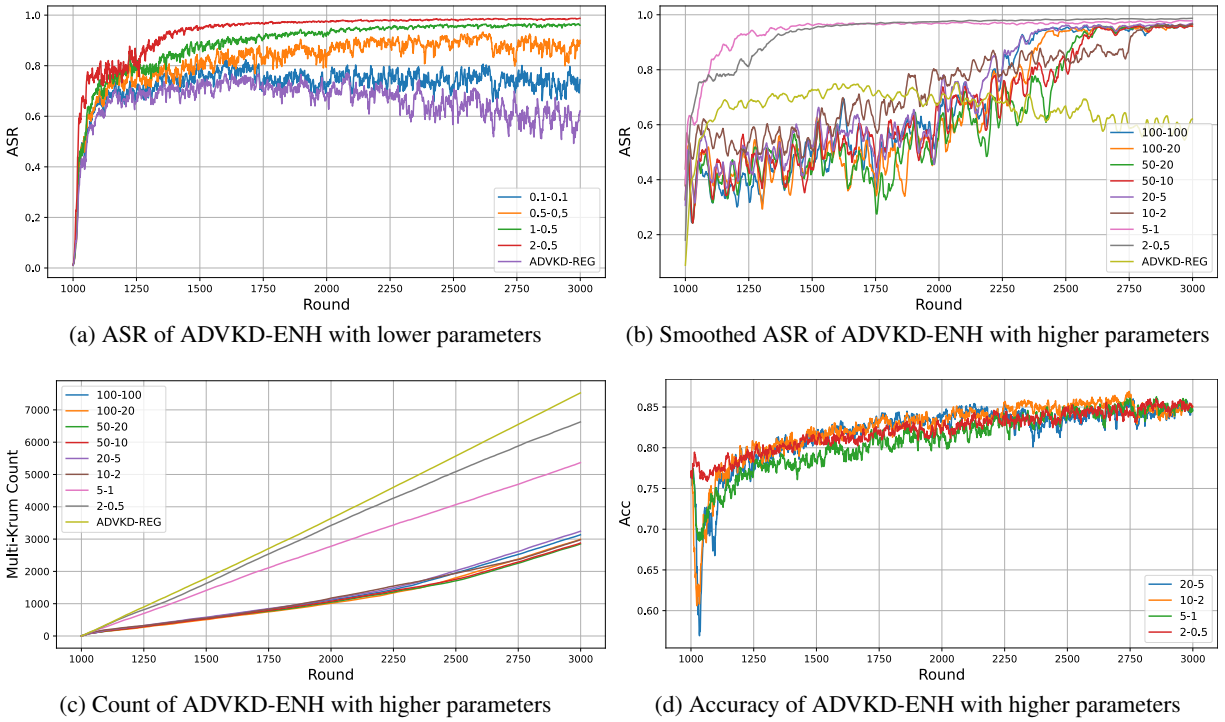 1.0
0.8
0.6
0.4
0.2
0.0
ASR
1000 1250 1500 1750 2000 2250 2500 2750 3000
Round
0.1-0.1
0.5-0,5
1-0.5
2-0.5
ADVKD-REG
(a) ASR of ADVKD-ENH with lower parameters
1.0
0.8
0.6
0.4
0.2
ASR
1000 1250 1500 1750 2000 2250 2500 2750 3000
Round
100-100
100-20
50-20
50-10
20-5
10-2
5-1
2-0.5
ADVKD-REG
(b) Smoothed ASR of ADVKD-ENH with higher parameters
7000
6000
5000
4000
3000
2000
1000
0
Multi-Krum Count
1000 1250 1500 1750 2000 2250 2500 2750 3000
Round
100-100
100-20
50-20
50-10
20-5
10-2
5-1
2-0.5
ADVKD-REG
(c) Count of ADVKD-ENH with higher parameters
0.85
0.80
0.75
0.70
0.65
0.60
Acc
1000 1250 1500 1750 2000 2250 2500 2750 3000
Round
20-5
10-2
5-1
2-0.5
(d) Accuracy of ADVKD-ENH with higher parameters